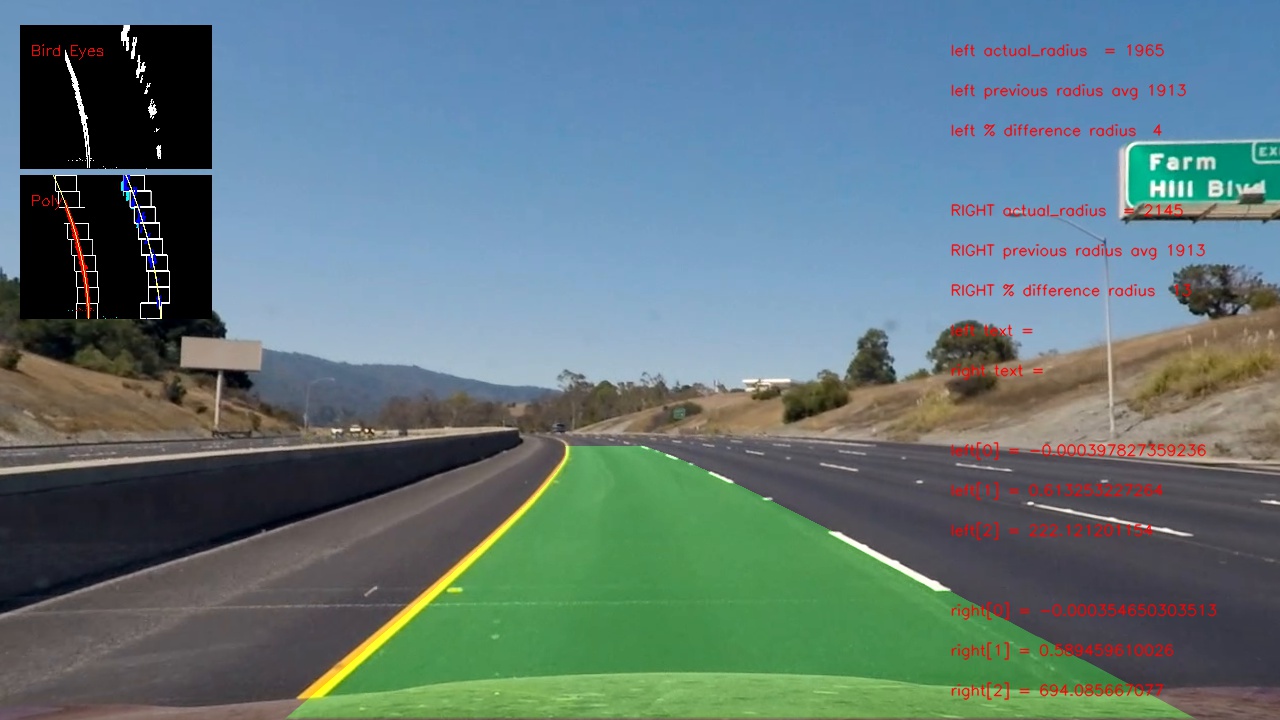 Bird Eyes
Poly
left actual_radius = 1965
left previous radius avg 1913
left % difference radius 4
Farm
Hill Blvd
RIGHT actual_radius = 2145
RIGHT previous radius avg 1913
RIGHT % difference radius
left text =
right text =
left[0] = -0.000397827359236
left[1] = 0.613253227264
left[2] = 222.121201154
right[0] = -0.000354650303513
right[1] = 0.589459610026
right[2] = 694.085667077